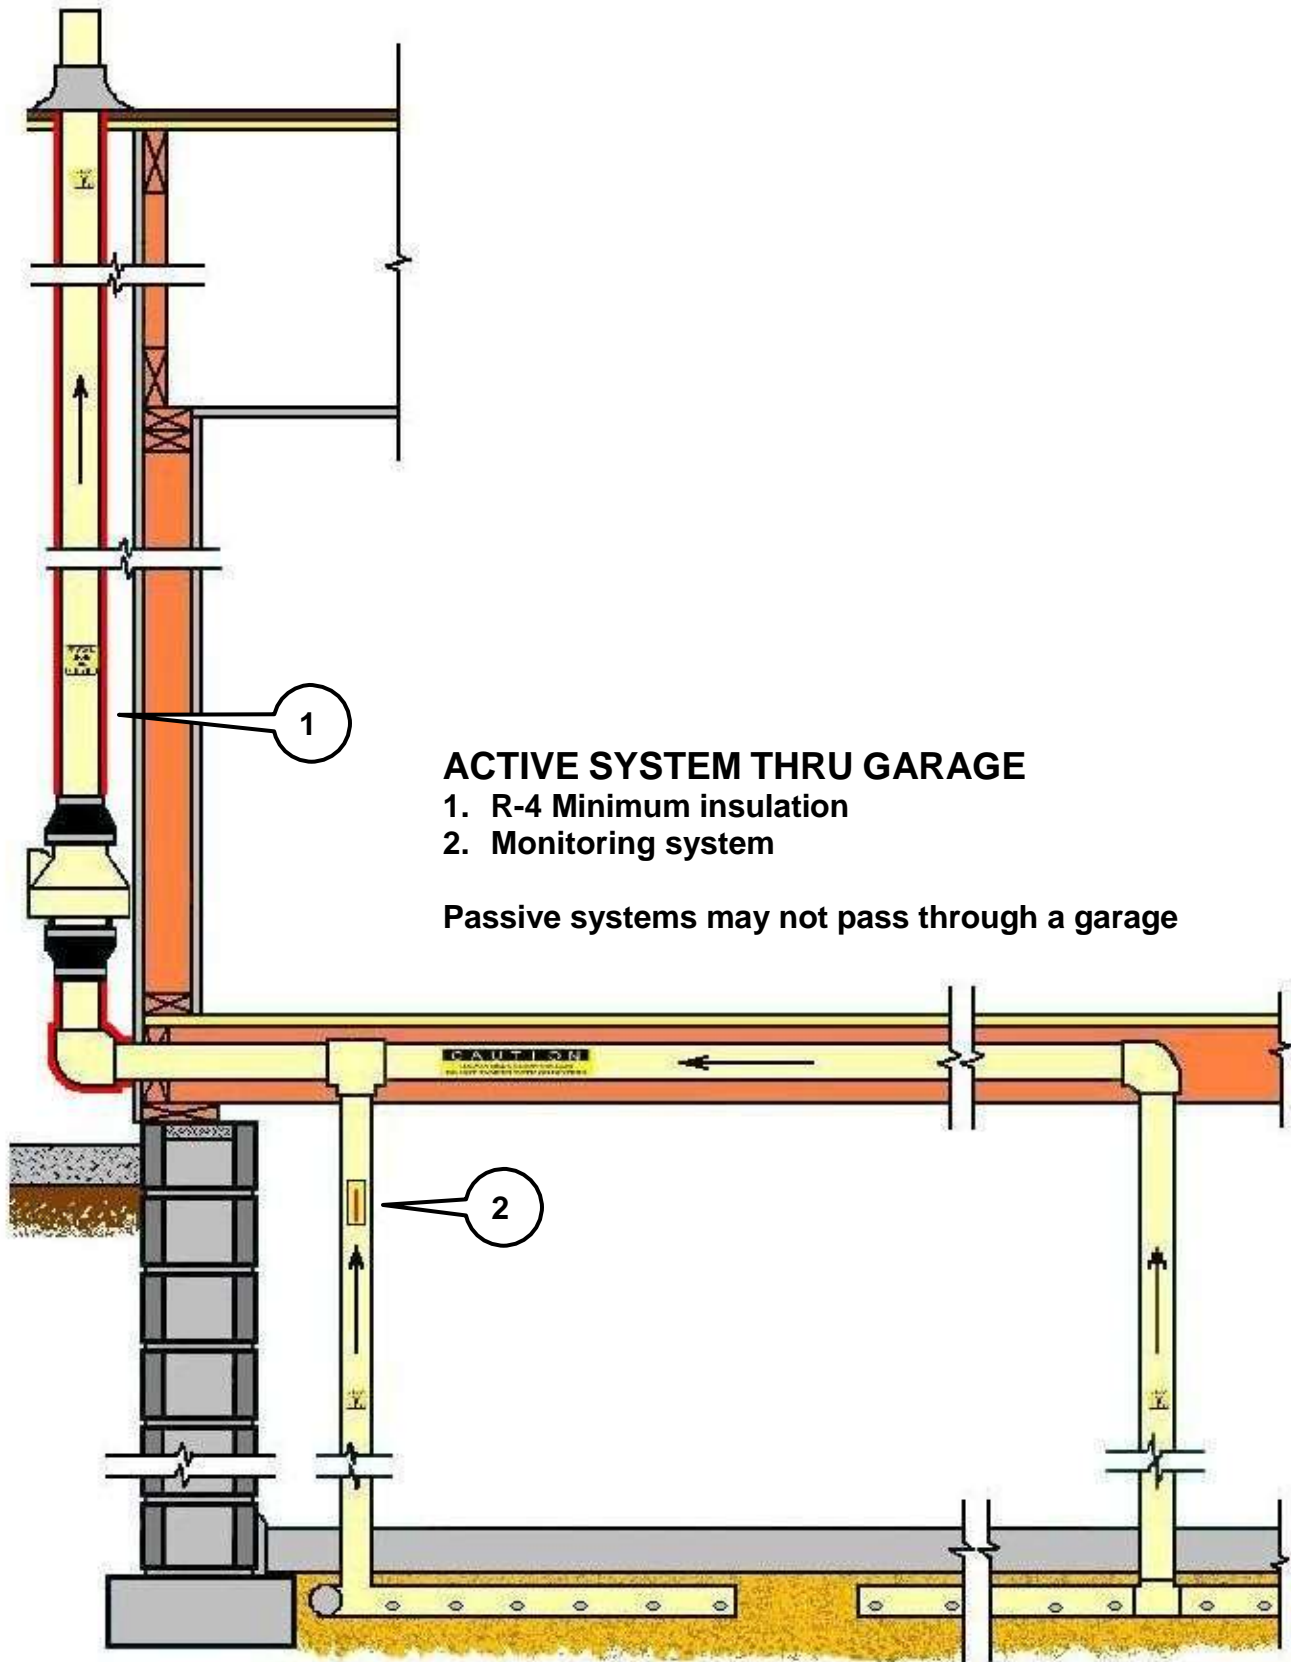 1
ACTIVE SYSTEM THRU GARAGE
1. R-4 Minimum insulation
2. Monitoring system
Passive systems may not pass through a garage
CAUTION
2